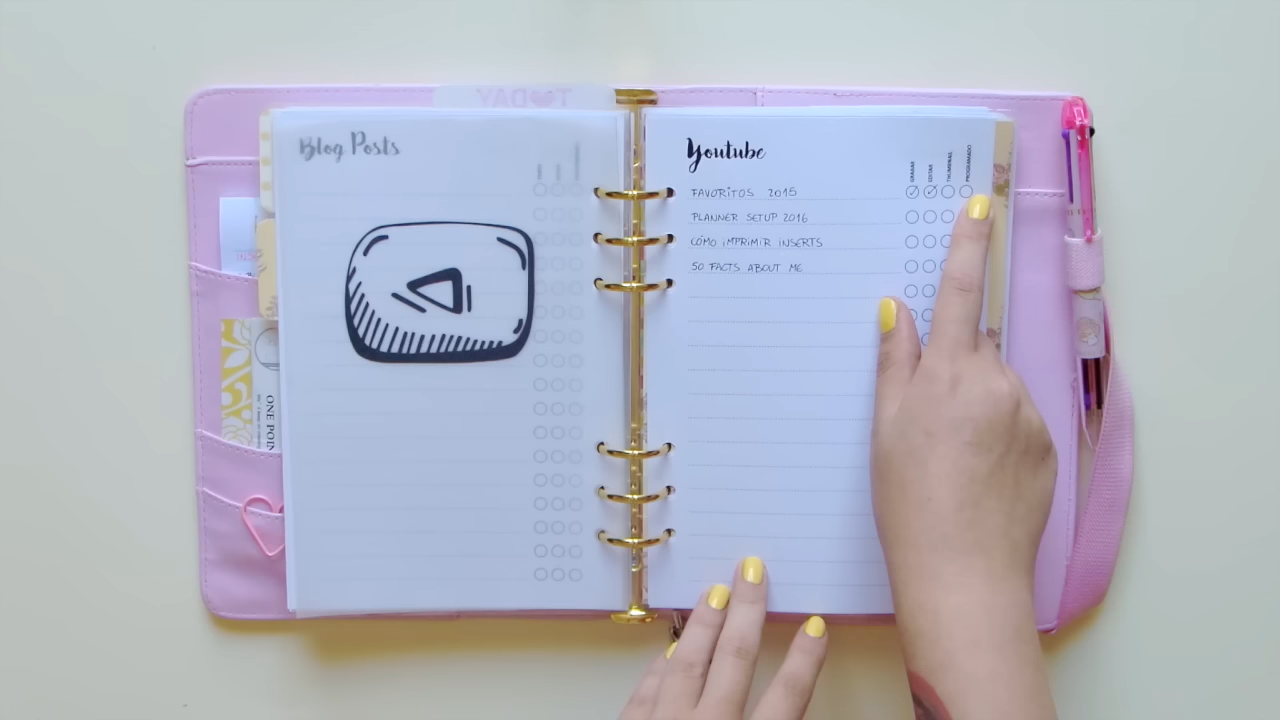 TODAY
Blog Posts
ONE POIN
Youtube
GRABAR
EDITAR
THUMBNAIL
PROGRAMADO
FAVORITOS 2015
PLANNER SETUP 2016
CÓMO IMPRIMIR INSERTS
50 FACTS ABOUT ME